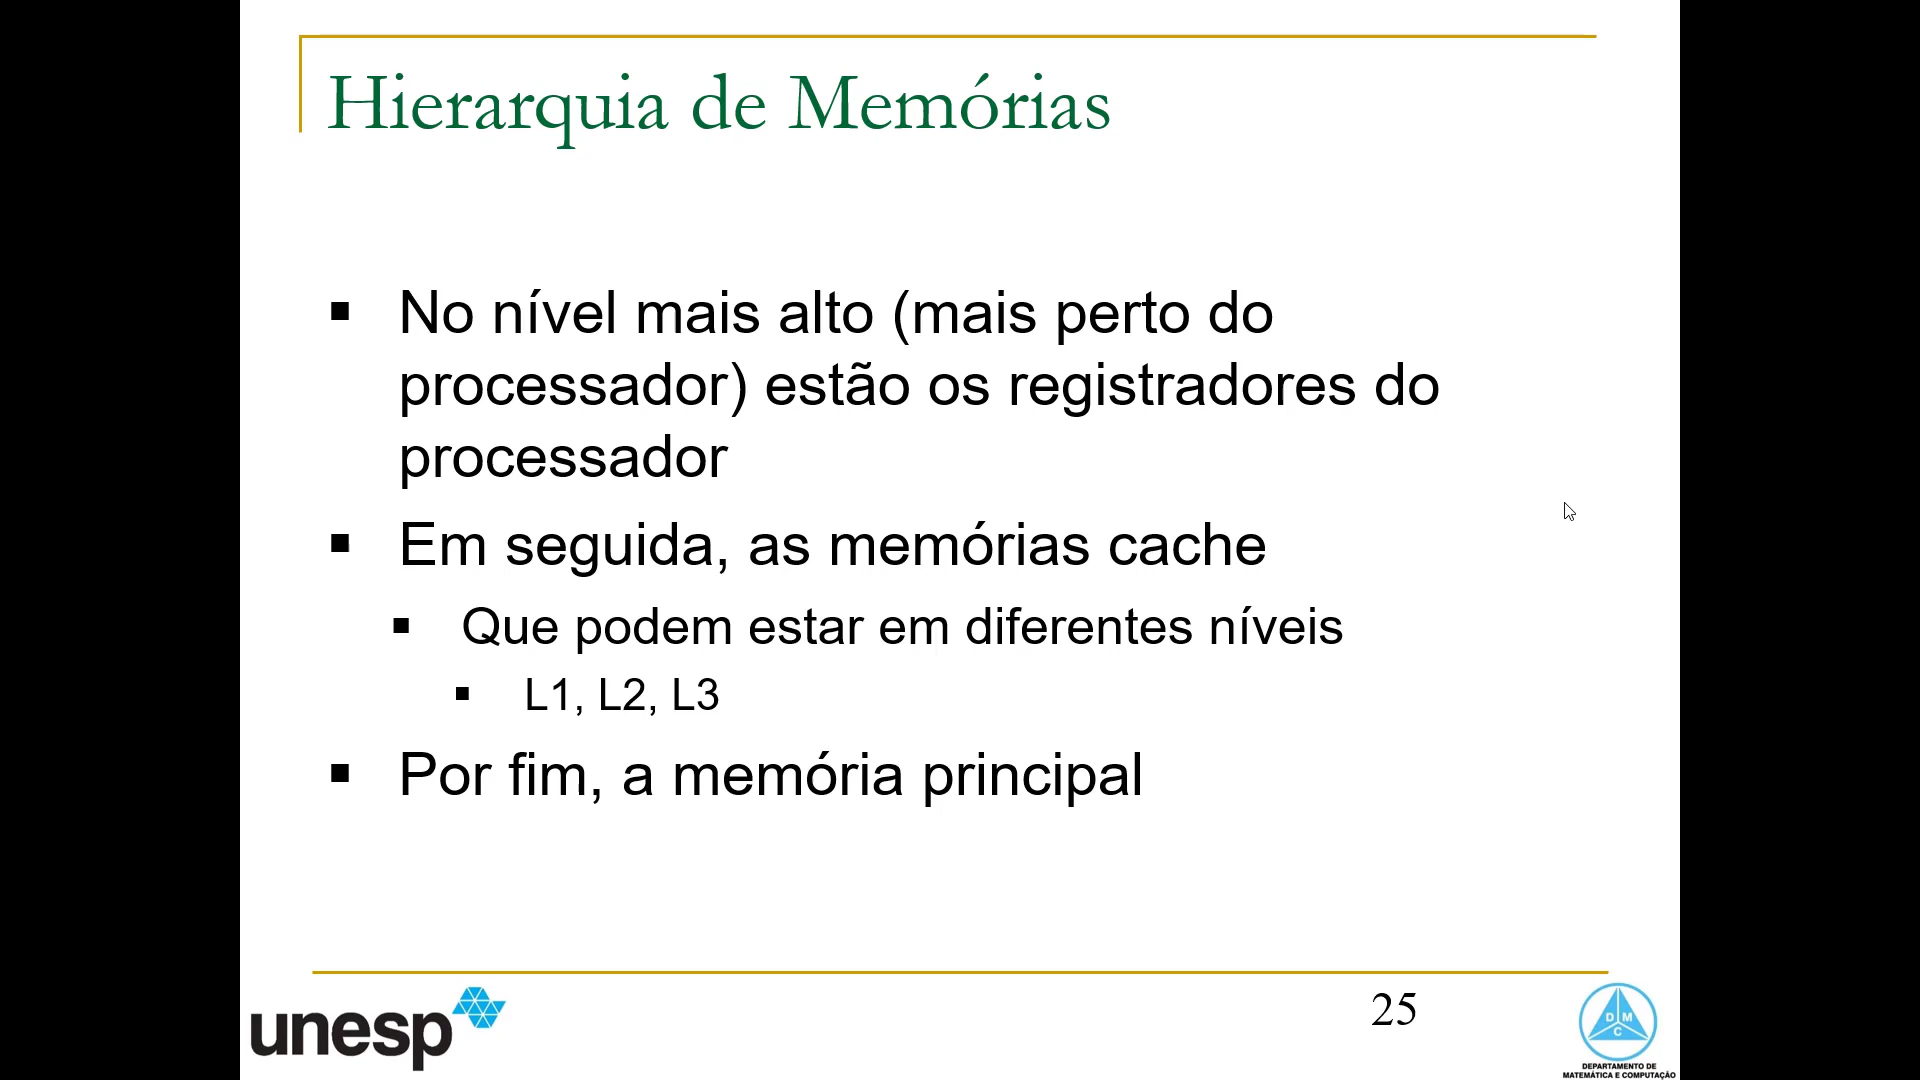 Hierarquia de Memórias
No nível mais alto (mais perto do
processador) estão os registradores do
processador
Em seguida, as memórias cache
Que podem estar em diferentes níveis
L1, L2, L3
Por fim, a memória principal
unesp
25
D M
C
DEPARTAMENTO DE
MATEMÁTICA E COMPUTAÇÃO